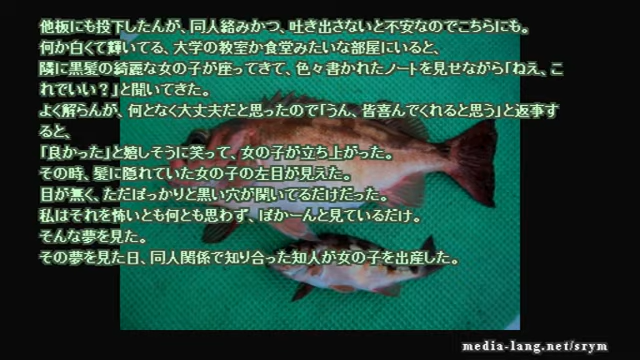 他板にも投下したんが、同人絡みかつ、吐き出さないと不安なのでこちらにも。
何か白くて輝いてる、大学の教室か食堂みたいな部屋にいると、
隣に黒髪の綺麗な女の子が座ってきて、色々書かれたノートを見せながら「ねえ、こ
れでいい？」と聞いてきた。
よく解らんが、何となく大丈夫だと思ったので「うん、皆喜んでくれると思う」と返事す
ると、
「良かった」と嬉しそうに笑って、女の子が立ち上がった。
その時、髪に隠れていた女の子の左目が見えた。
目が無く、ただぽっかりと黒い穴が開いてるだけだった。
私はそれを怖いとも何とも思わず、ぽかーんと見ているだけ。
そんな夢を見た。
その夢を見た日、同人関係で知り合った知人が女の子を出産した。
media-lang.net/srym